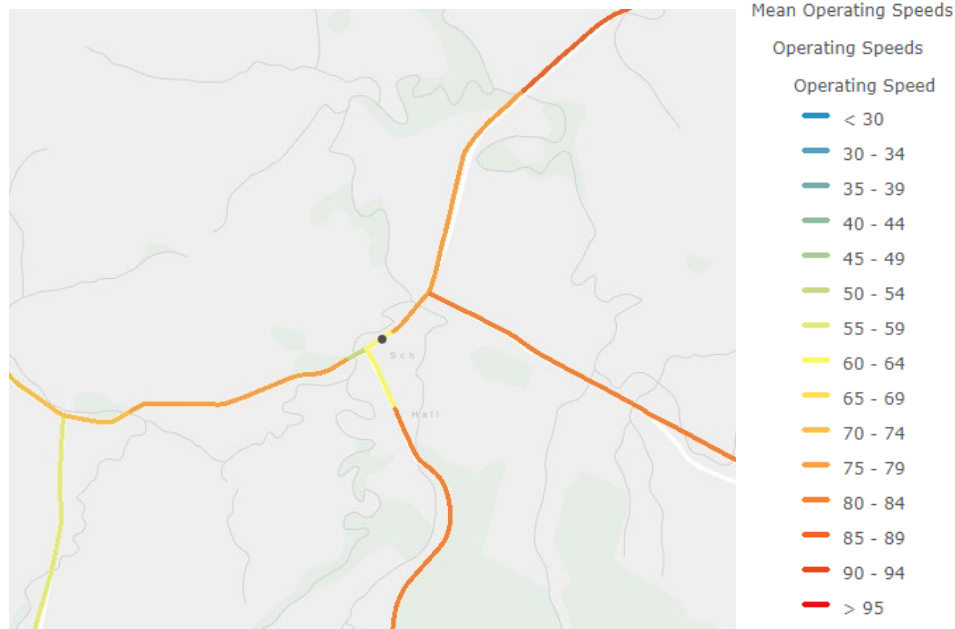 Mean Operating Speeds
Operating Speeds
Operating Speed
< 30
30 - 34
35 - 39
40 - 44
45 - 49
50 - 54
55 - 59
60 - 64
65 - 69
70 - 74
75 - 79
80 - 84
85 - 89
90 - 94
> 95
Sch
Hall